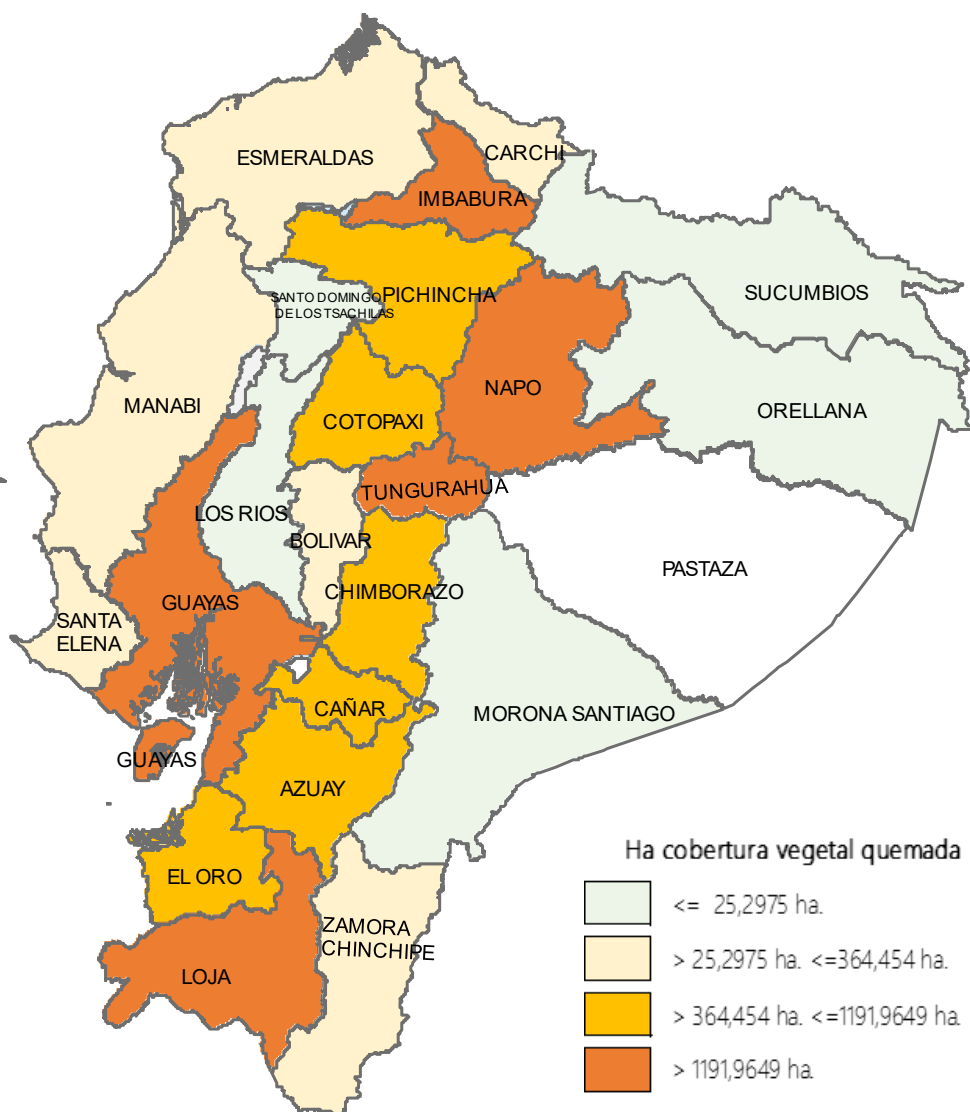 ESMERALDAS
CARCHI
IMBABURA
SUCUMBIOS
SANTO DOMINGO
DE LOS TSACHILAS
PICHINCHA
NAPO
ORELLANA
MANABI
COTOPAXI
TUNGURAHUA
LOS RIOS
BOLIVAR
PASTAZA
CHIMBORAZO
GUAYAS
SANTA
ELENA
CAÑAR
MORONA SANTIAGO
GUAYAS
AZUAY
EL ORO
ZAMORA
CHINCHIPE
LOJA
Ha cobertura vegetal quemada
<= 25,2975 ha.
> 25,2975 ha. <=364,454 ha.
> 364,454 ha. <=1191,9649 ha.
> 1191,9649 ha.